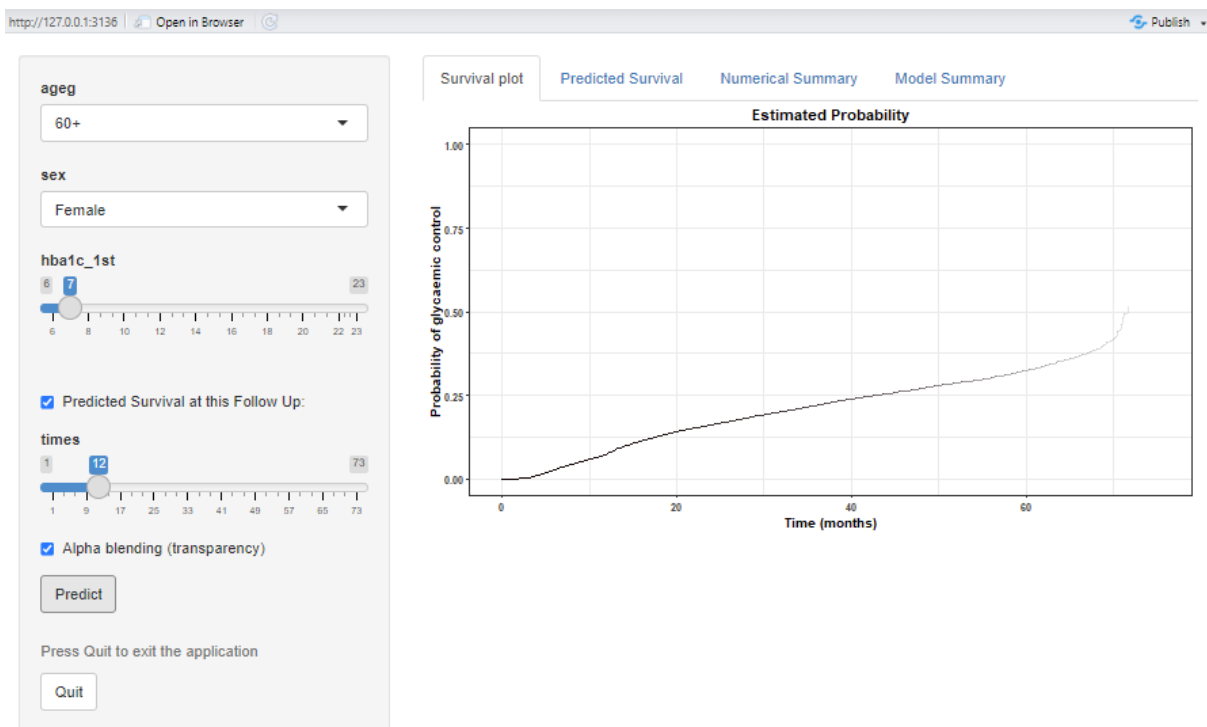 http://127.0.0.1:3136 Open in Browser Publish
ageg
60+
sex
Female
hba1c_1st
6 7 23
6 8 10 12 14 16 18 20 22 23
Predicted Survival at this Follow Up:
times
1 12 73
1 9 17 25 33 41 49 57 65 73
Alpha blending (transparency)
Predict
Press Quit to exit the application
Quit
Survival plot Predicted Survival Numerical Summary Model Summary
Estimated Probability
Probability of glycaemic control
1.00
0.75
0.50
0.25
0.00
0 20 40 60
Time (months)